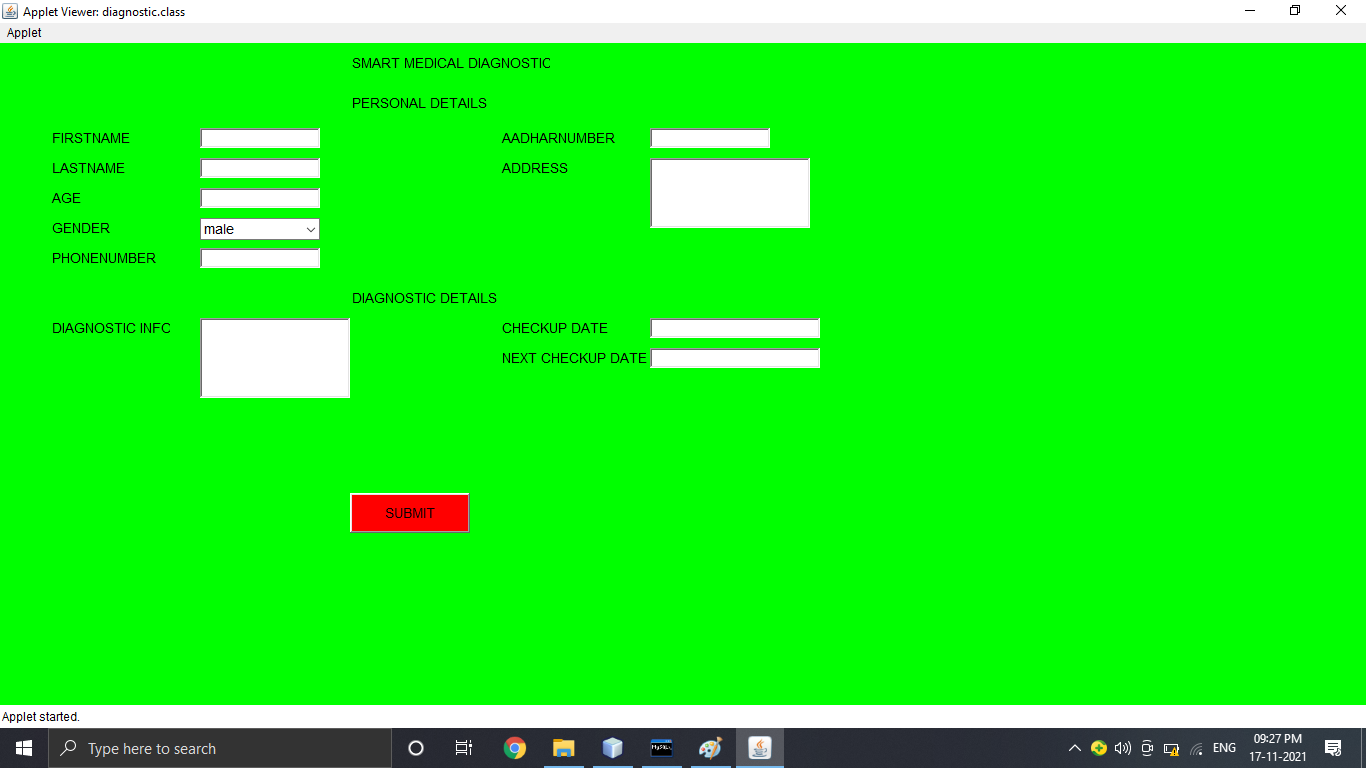 Applet Viewer: diagnostic.class
Applet
SMART MEDICAL DIAGNOSTIC
PERSONAL DETAILS
FIRSTNAME
AADHARNUMBER
LASTNAME
ADDRESS
AGE
GENDER male
PHONENUMBER
DIAGNOSTIC DETAILS
DIAGNOSTIC INFO
CHECKUP DATE
NEXT CHECKUP DATE
SUBMIT
Applet started.
Type here to search
MySQL
ENG
09:27 PM
17-11-2021